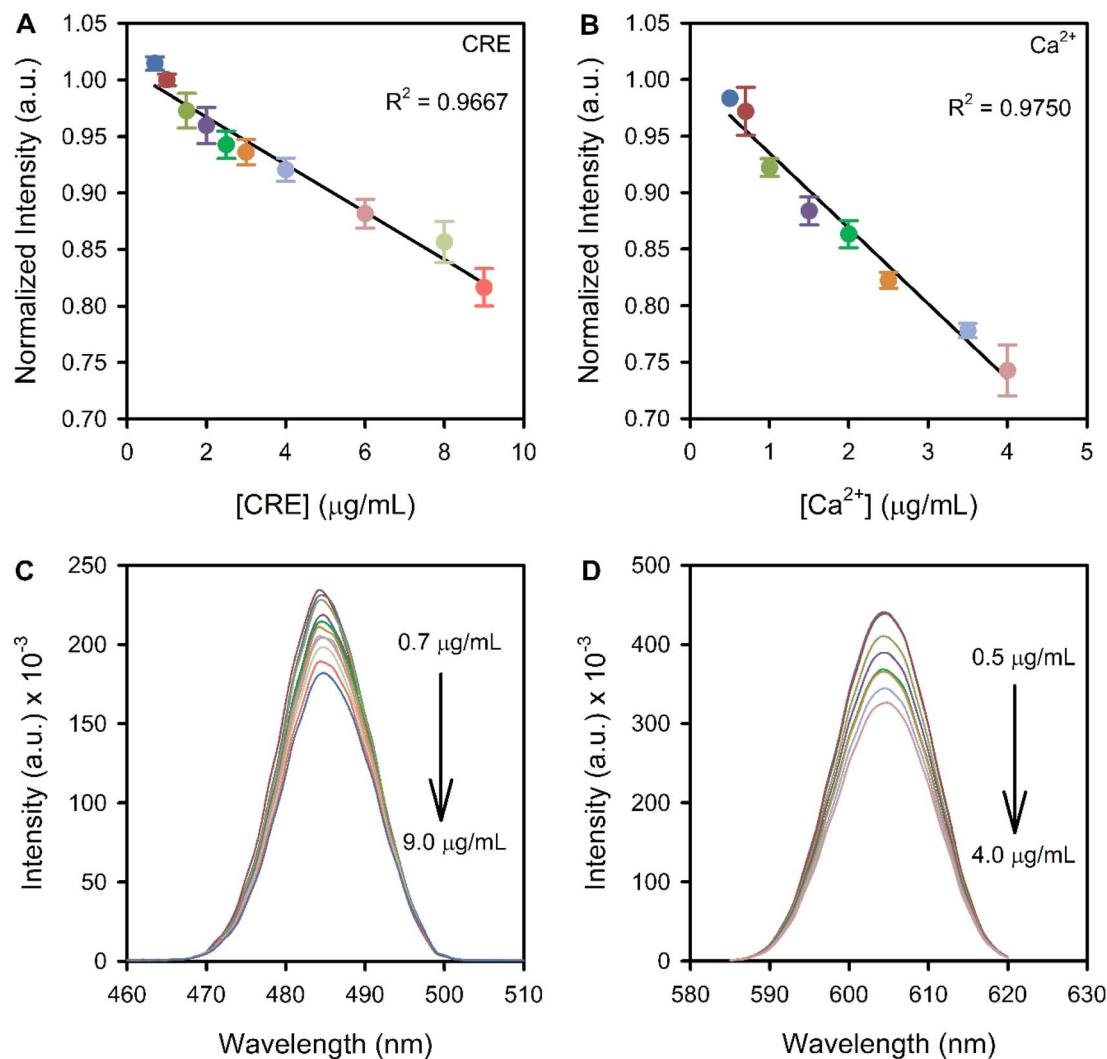 A
CRE
R² = 0.9667
Normalized Intensity (a.u.)
1.05
1.00
0.95
0.90
0.85
0.80
0.75
0.70
0 2 4 6 8 10
[CRE] (μg/mL)
B
Ca²⁺
R² = 0.9750
Normalized Intensity (a.u.)
1.05
1.00
0.95
0.90
0.85
0.80
0.75
0.70
0 1 2 3 4 5
[Ca²⁺] (μg/mL)
C
Intensity (a.u.) x 10⁻³
250
200
150
100
50
0
0.7 μg/mL
9.0 μg/mL
460 470 480 490 500 510
Wavelength (nm)
D
Intensity (a.u.) x 10⁻³
500
400
300
200
100
0
0.5 μg/mL
4.0 μg/mL
580 590 600 610 620 630
Wavelength (nm)